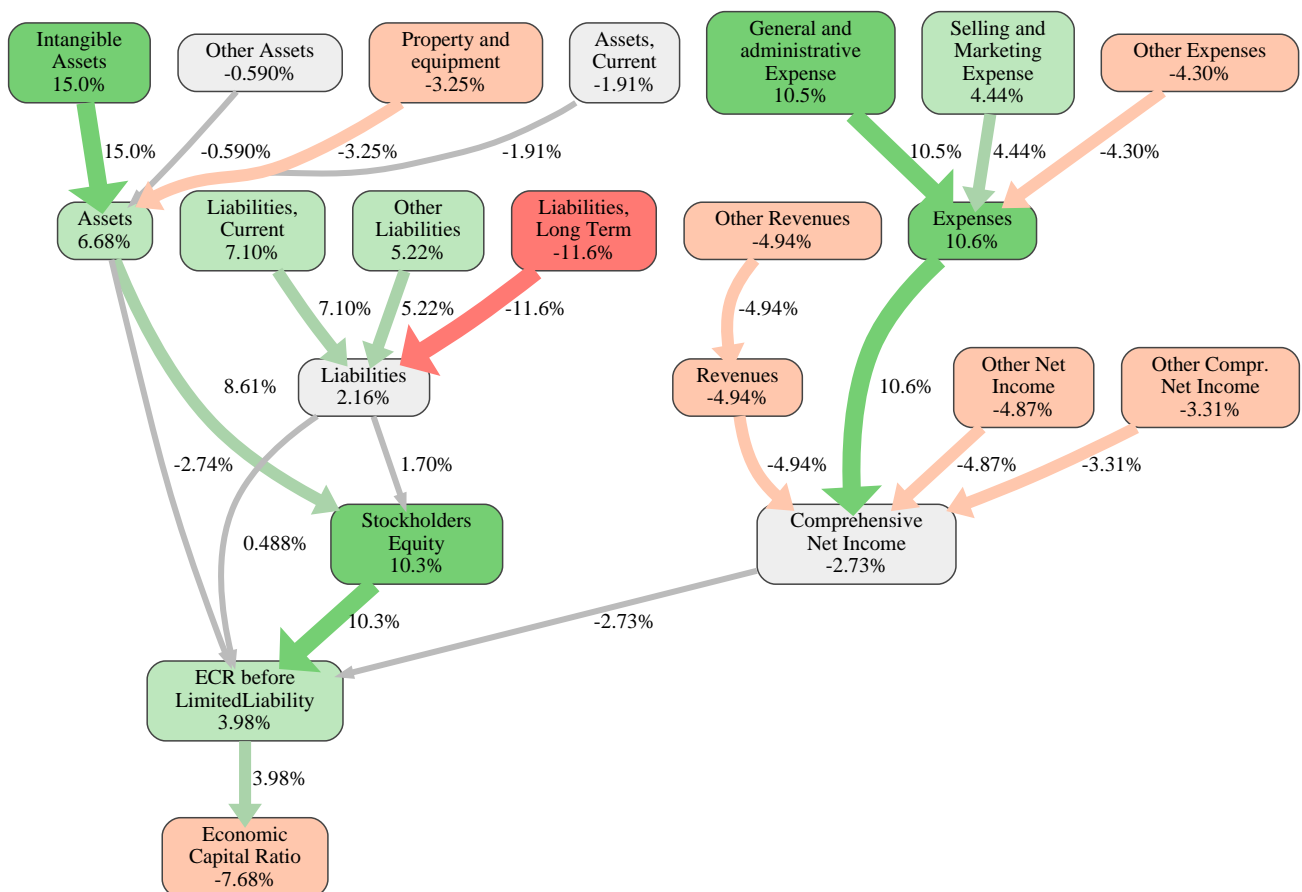 Intangible
Assets
15.0%
Other Assets
-0.590%
Property and
equipment
-3.25%
Assets,
Current
-1.91%
General and
administrative
Expense
10.5%
Selling and
Marketing
Expense
4.44%
Other Expenses
-4.30%
15.0%
-0.590%
-3.25%
-1.91%
10.5%
4.44%
-4.30%
Assets
6.68%
Liabilities,
Current
7.10%
Other
Liabilities
5.22%
Liabilities,
Long Term
-11.6%
Other Revenues
-4.94%
Expenses
10.6%
7.10%
5.22%
-11.6%
-4.94%
Liabilities
2.16%
Revenues
-4.94%
Other Net
Income
-4.87%
Other Compr.
Net Income
-3.31%
8.61%
10.6%
-2.74%
1.70%
-4.94%
-4.87%
-3.31%
Stockholders
Equity
10.3%
Comprehensive
Net Income
-2.73%
0.488%
10.3%
-2.73%
ECR before
LimitedLiability
3.98%
3.98%
Economic
Capital Ratio
-7.68%